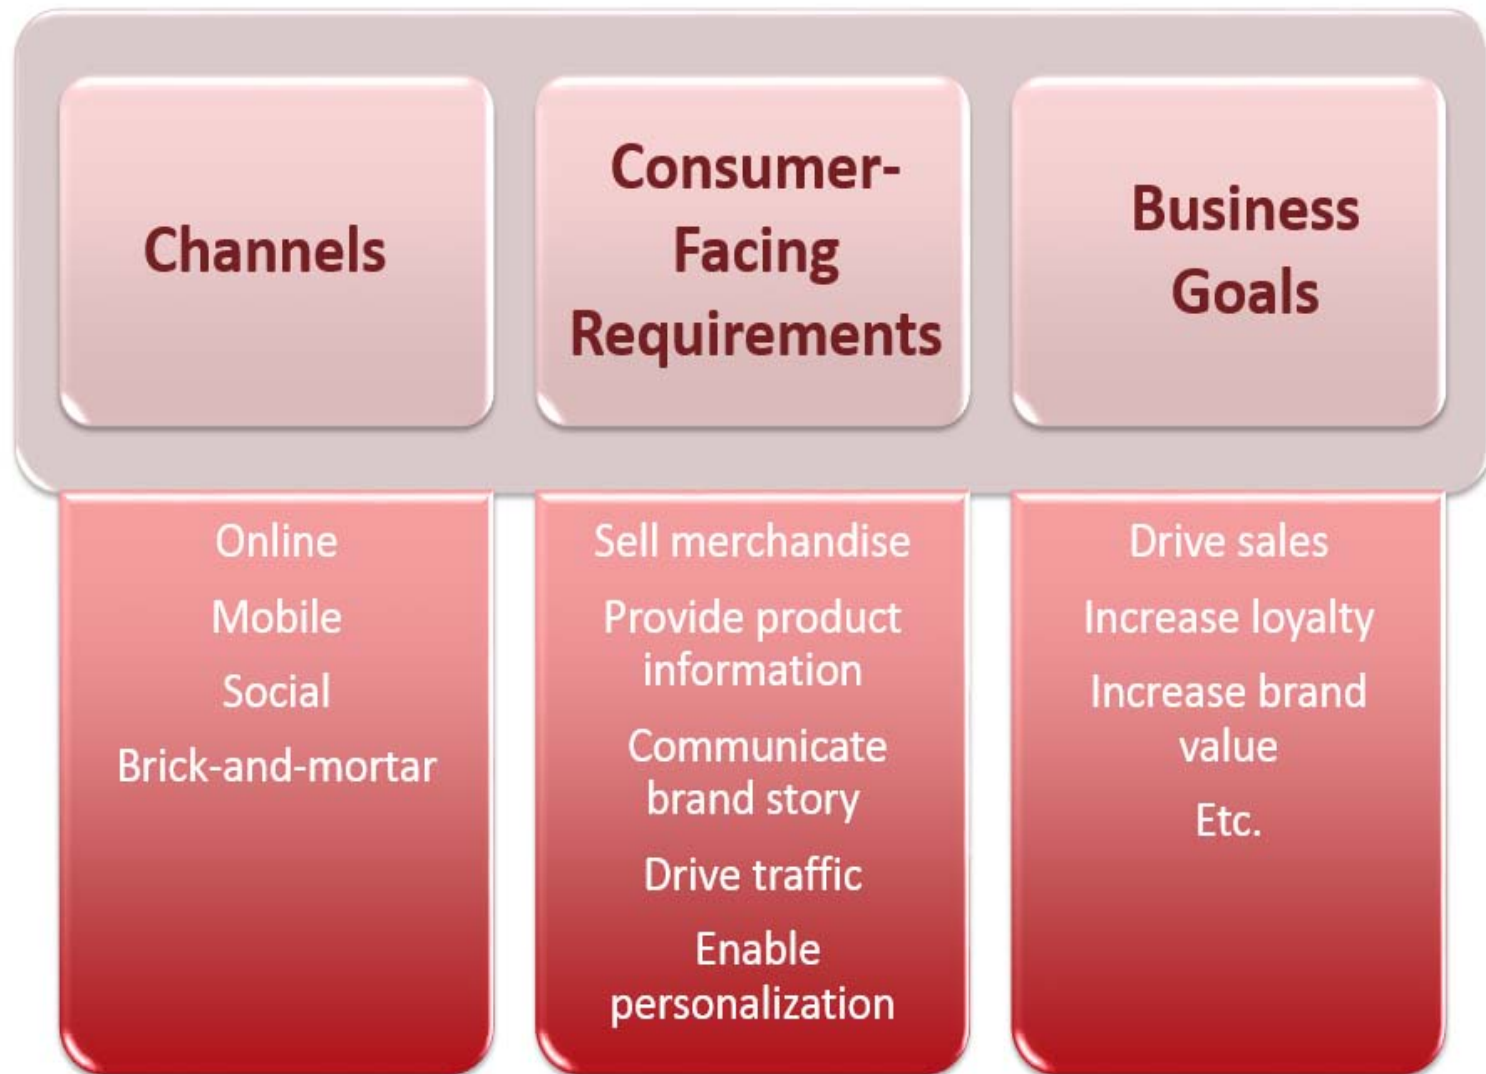 Channels
Consumer-
Facing
Requirements
Business
Goals
Online
Mobile
Social
Brick-and-mortar
Sell merchandise
Provide product
information
Communicate
brand story
Drive traffic
Enable
personalization
Drive sales
Increase loyalty
Increase brand
value
Etc.